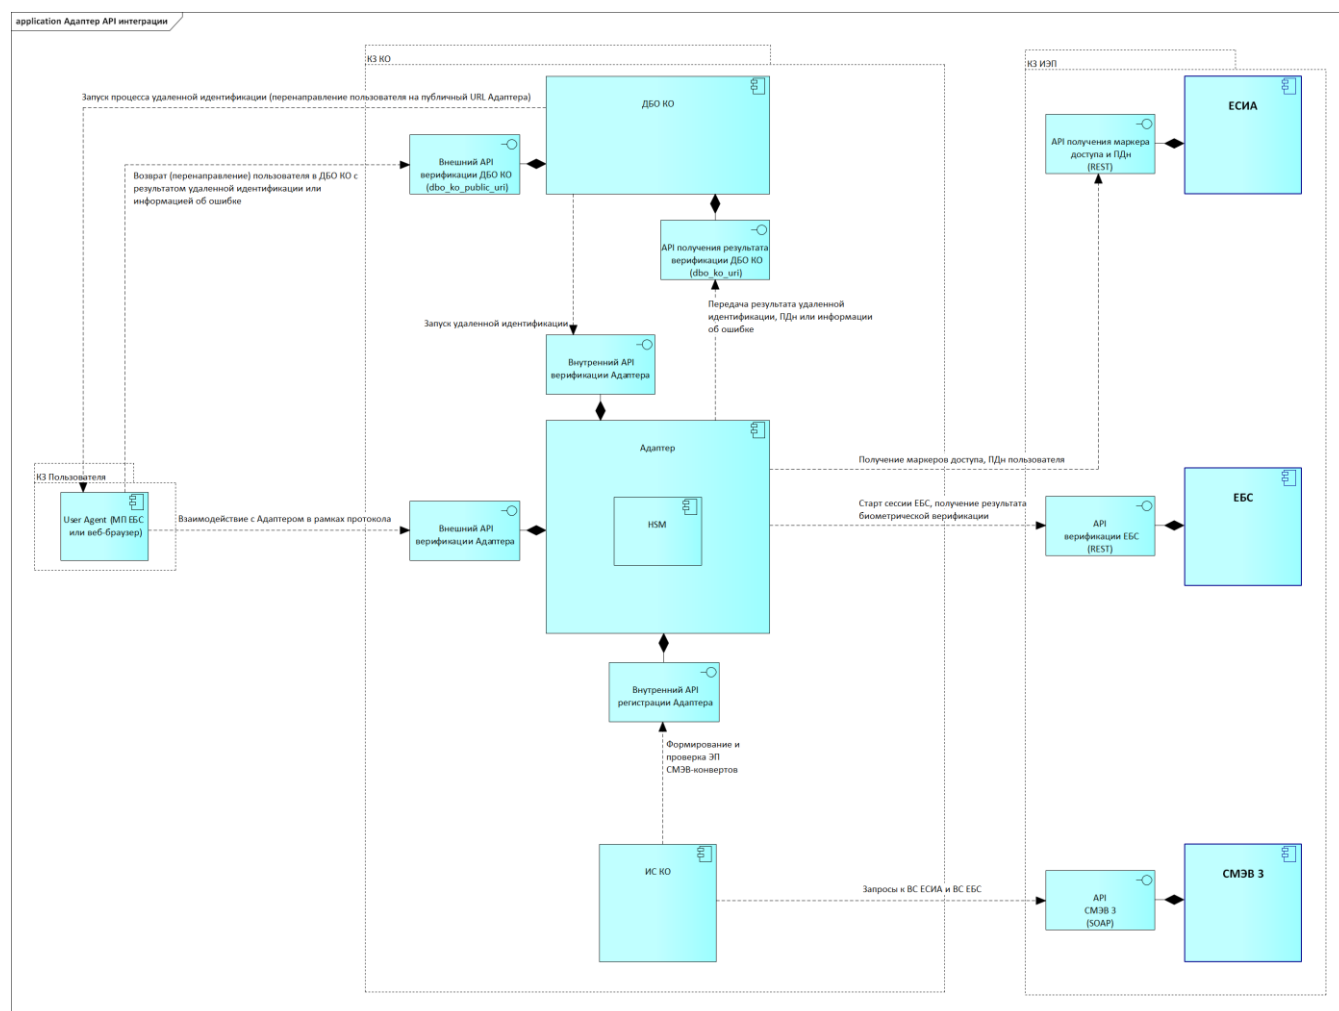 application Адаптер API интеграции
КЗ КО
КЗ ИЭП
ДБО КО
ЕСИА
Запуск процесса удаленной идентификации (перенаправление пользователя на публичный URL Адаптера)
API получения маркера
доступа и ПДн
(REST)
Внешний API
верификации ДБО КО
(dbo_ko_public_uri)
Возврат (перенаправление) пользователя в ДБО КО с
результатом удаленной идентификации или
информацией об ошибке
API получения результата
верификации ДБО КО
(dbo_ko_uri)
Передача результата удаленной
идентификации, ПДн или информации
об ошибке
Запуск удаленной идентификации
Внутренний API
верификации Адаптера
Адаптер
HSM
Получение маркеров доступа, ПДн пользователя
КЗ Пользователя
User Agent (МП ЕБС
или веб-браузер)
Взаимодействие с Адаптером в рамках протокола
Внешний API
верификации Адаптера
Старт сессии ЕБС, получение результата
биометрической верификации
API
верификации ЕБС
(REST)
ЕБС
Внутренний API
регистрации Адаптера
Формирование и
проверка ЭП
СМЭВ-конвертов
ИС КО
Запросы к ВС ЕСИА и ВС ЕБС
API
СМЭВ 3
(SOAP)
СМЭВ 3